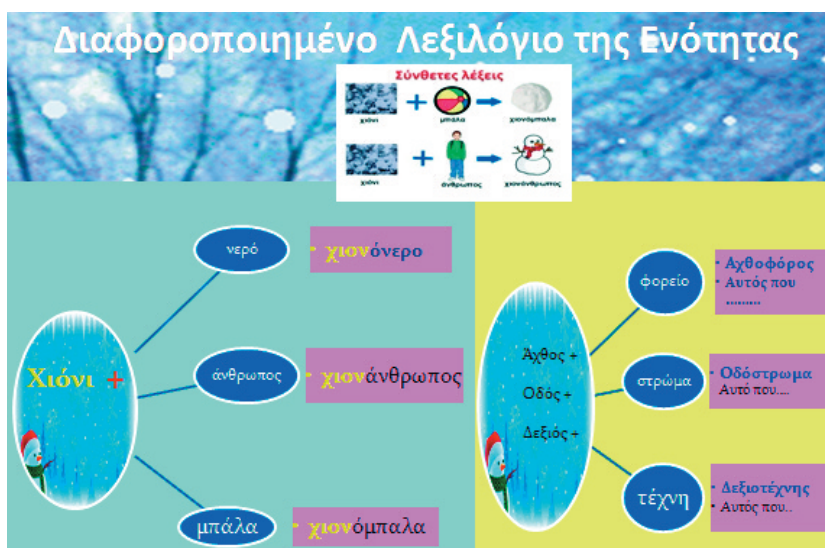 Διαφοροποιημένο Λεξιλόγιο της Ενότητας
Σύνθετες λέξεις
χιόνι + μπάλα χιονόμπαλα
χιόνι + άνθρωπος χιονάνθρωπος
νερό
• χιονόνερο
Χιόνι +
άνθρωπος
• χιονάνθρωπος
μπάλα
• χιονόμπαλα
Άχθος +
Οδός +
Δεξιός +
φορείο
• Αχθοφόρος
• Αυτός που
.........
στρώμα
• Οδόστρωμα
Αυτό που....
τέχνη
• Δεξιοτέχνης
• Αυτός που..